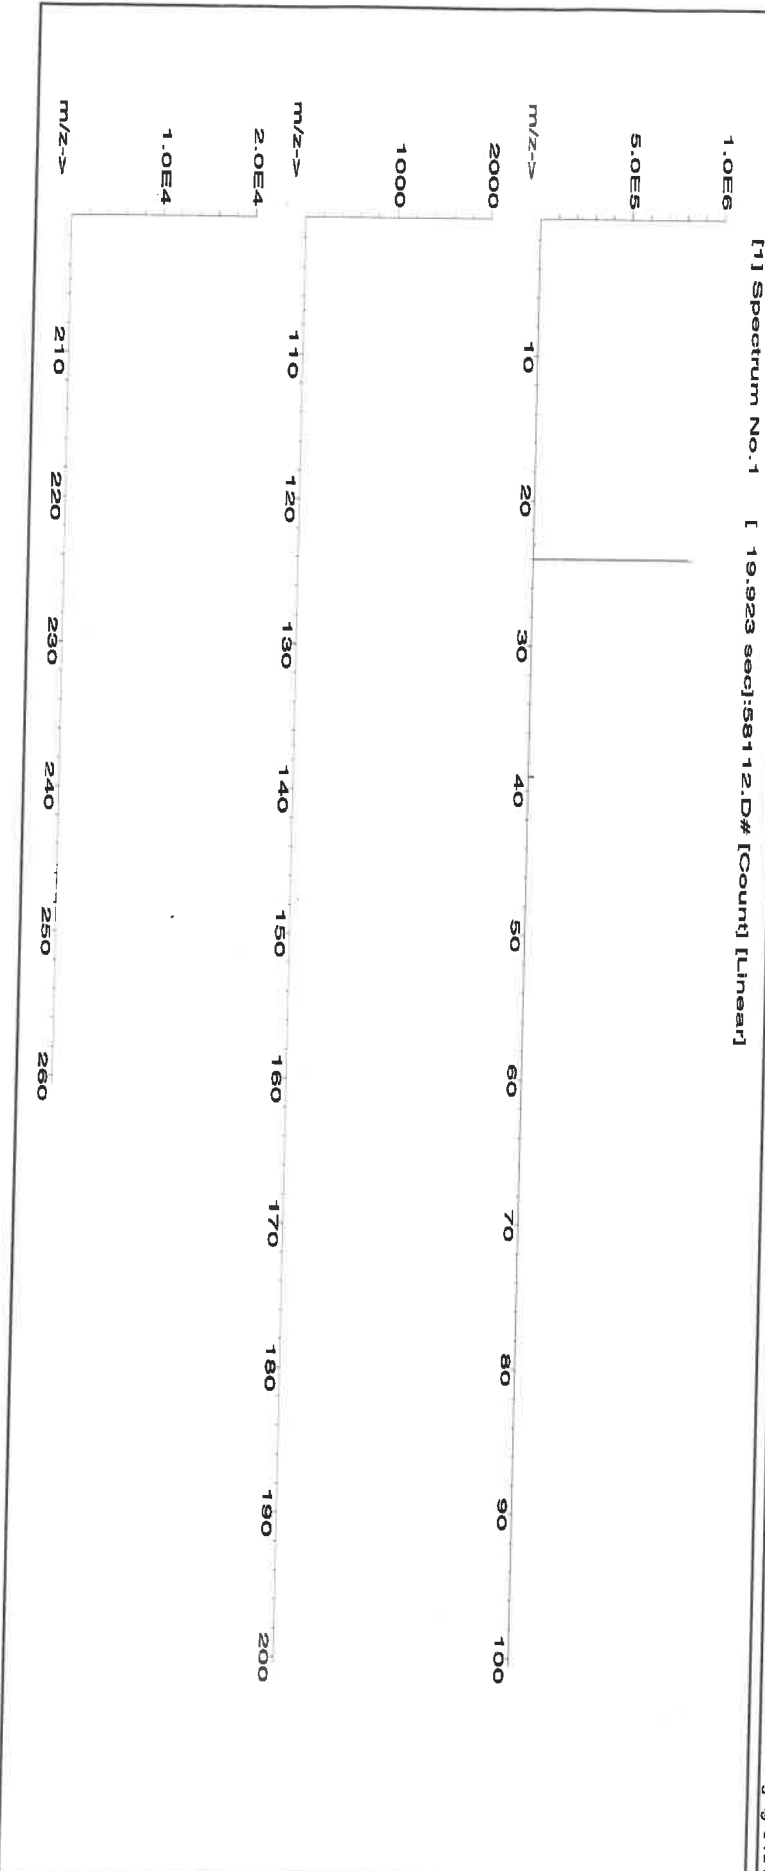 [1] Spectrum No.1 [ 19.923 sec]:58112.D# [Count] [Linear]
1.0E6
5.0E5
m/z-> 10 20 30 40 50 60 70 80 90 100
2000
1000
m/z-> 110 120 130 140 150 160 170 180 190 200
2.0E4
1.0E4
m/z-> 210 220 230 240 250 260